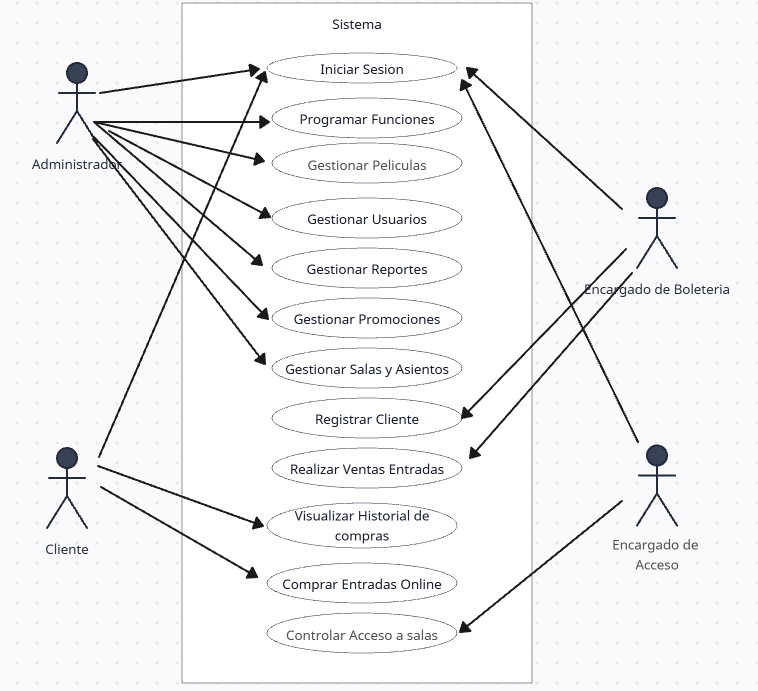 Sistema
Iniciar Sesion
Programar Funciones
Administrador
Gestionar Peliculas
Gestionar Usuarios
Gestionar Reportes
Encargado de Boleteria
Gestionar Promociones
Gestionar Salas y Asientos
Registrar Cliente
Realizar Ventas Entradas
Visualizar Historial de
compras
Cliente
Encargado de
Acceso
Comprar Entradas Online
Controlar Acceso a salas